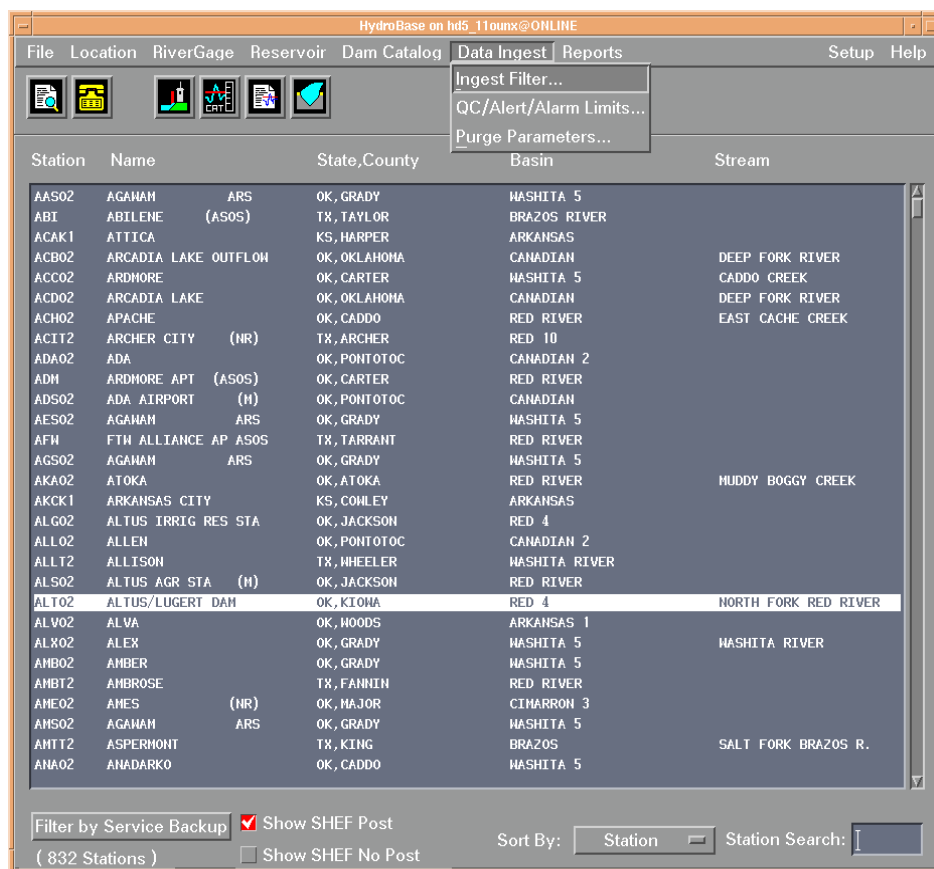 HydroBase on hd5_11ounx@ONLINE
File Location RiverGage Reservoir Dam Catalog Data Ingest Reports Setup Help
Ingest Filter...
QC/Alert/Alarm Limits...
Purge Parameters...
CAT
Station Name State,County Basin Stream
AASO2 AGAWAM ARS OK,GRADY WASHITA 5
ABI ABILENE (ASOS) TX,TAYLOR BRAZOS RIVER
ACAK1 ATTICA KS,HARPER ARKANSAS
ACBO2 ARCADIA LAKE OUTFLOW OK,OKLAHOMA CANADIAN DEEP FORK RIVER
ACCO2 ARDMORE OK,CARTER WASHITA 5 CADDO CREEK
ACDO2 ARCADIA LAKE OK,OKLAHOMA CANADIAN DEEP FORK RIVER
ACHO2 APACHE OK,CADDO RED RIVER EAST CACHE CREEK
ACIT2 ARCHER CITY (NR) TX,ARCHER RED 10
ADAO2 ADA OK,PONTOTOC CANADIAN 2
ADM ARDMORE APT (ASOS) OK,CARTER RED RIVER
ADSO2 ADA AIRPORT (M) OK,PONTOTOC CANADIAN
AESO2 AGAWAM ARS OK,GRADY WASHITA 5
AFW FTW ALLIANCE AP ASOS TX,TARRANT RED RIVER
AGSO2 AGAWAM ARS OK,GRADY WASHITA 5
AKAO2 ATOKA OK,ATOKA RED RIVER MUDDY BOGGY CREEK
AKCK1 ARKANSAS CITY KS,COWLEY ARKANSAS
ALGO2 ALTUS IRRIG RES STA OK,JACKSON RED 4
ALLO2 ALLEN OK,PONTOTOC CANADIAN 2
ALLT2 ALLISON TX,WHEELER WASHITA RIVER
ALSO2 ALTUS AGR STA (M) OK,JACKSON RED RIVER
ALTO2 ALTUS/LUGERT DAM OK,KIOWA RED 4 NORTH FORK RED RIVER
ALVO2 ALVA OK,WOODS ARKANSAS 1
ALXO2 ALEX OK,GRADY WASHITA 5 WASHITA RIVER
AMBO2 AMBER OK,GRADY WASHITA 5
AMBT2 AMBROSE TX,FANNIN RED RIVER
AMEO2 AMES (NR) OK,MAJOR CIMARRON 3
AMSO2 AGAWAM ARS OK,GRADY WASHITA 5
AMTT2 ASPERMONT TX,KING BRAZOS SALT FORK BRAZOS R.
ANAO2 ANADARKO OK,CADDO WASHITA 5
Filter by Service Backup Show SHEF Post
Sort By: Station Station Search:
( 832 Stations ) Show SHEF No Post